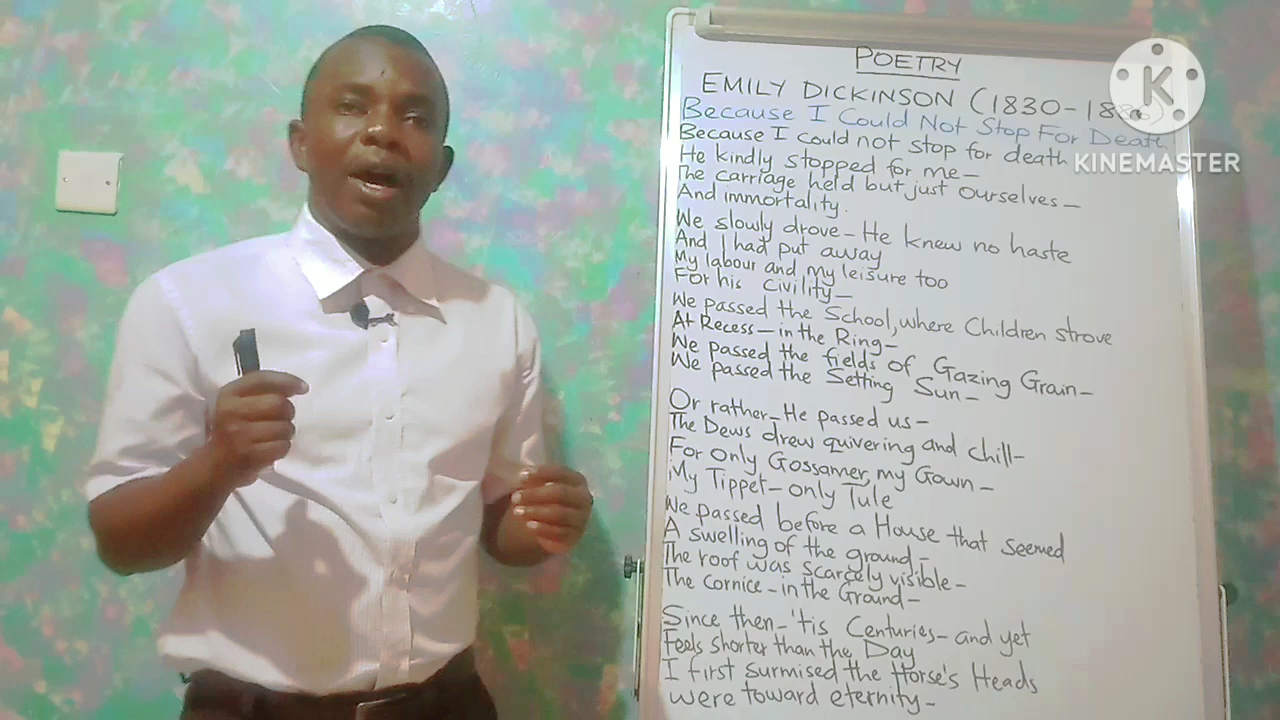 POETRY
EMILY DICKINSON (1830-188
Because I Could Not Stop For Death
Because I could not stop for death
He kindly stopped for me-
The carriage held but just Ourselves-
And immortality.
We slowly drove-He knew no haste
And I had put away
My labour and my leisure too
For his Civility-
We passed the School, where Children strove
At Recess-in the Ring-
We passed the fields of Gazing Grain-
We passed the Setting Sun-
Or rather-He passed us-
The Dews drew quivering and chill-
For only Gossamer, my Gown-
My Tippet-only Tule
We passed before a House that seemed
A swelling of the ground-
The roof was scarcely visible-
The Cornice-in the Ground-
Since then-'tis Centuries-and yet
Feels shorter than the Day
I first surmised the Horse's Heads
were toward eternity-
K
KINEMASTER